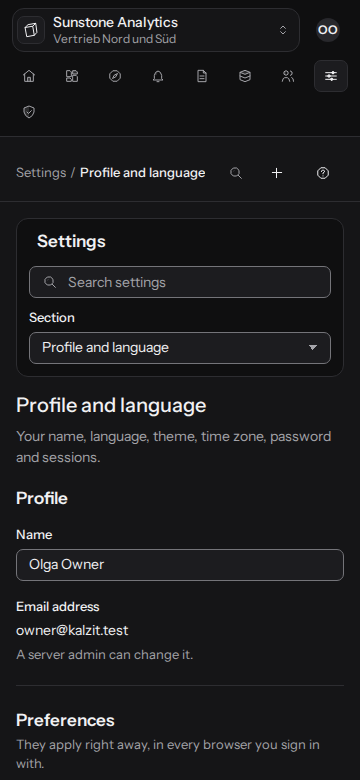 Sunstone Analytics
Vertrieb Nord und Süd
OO
Settings / Profile and language
Settings
Search settings
Section
Profile and language
Profile and language
Your name, language, theme, time zone, password
and sessions.
Profile
Name
Olga Owner
Email address
owner@kalzit.test
A server admin can change it.
Preferences
They apply right away, in every browser you sign in
with.